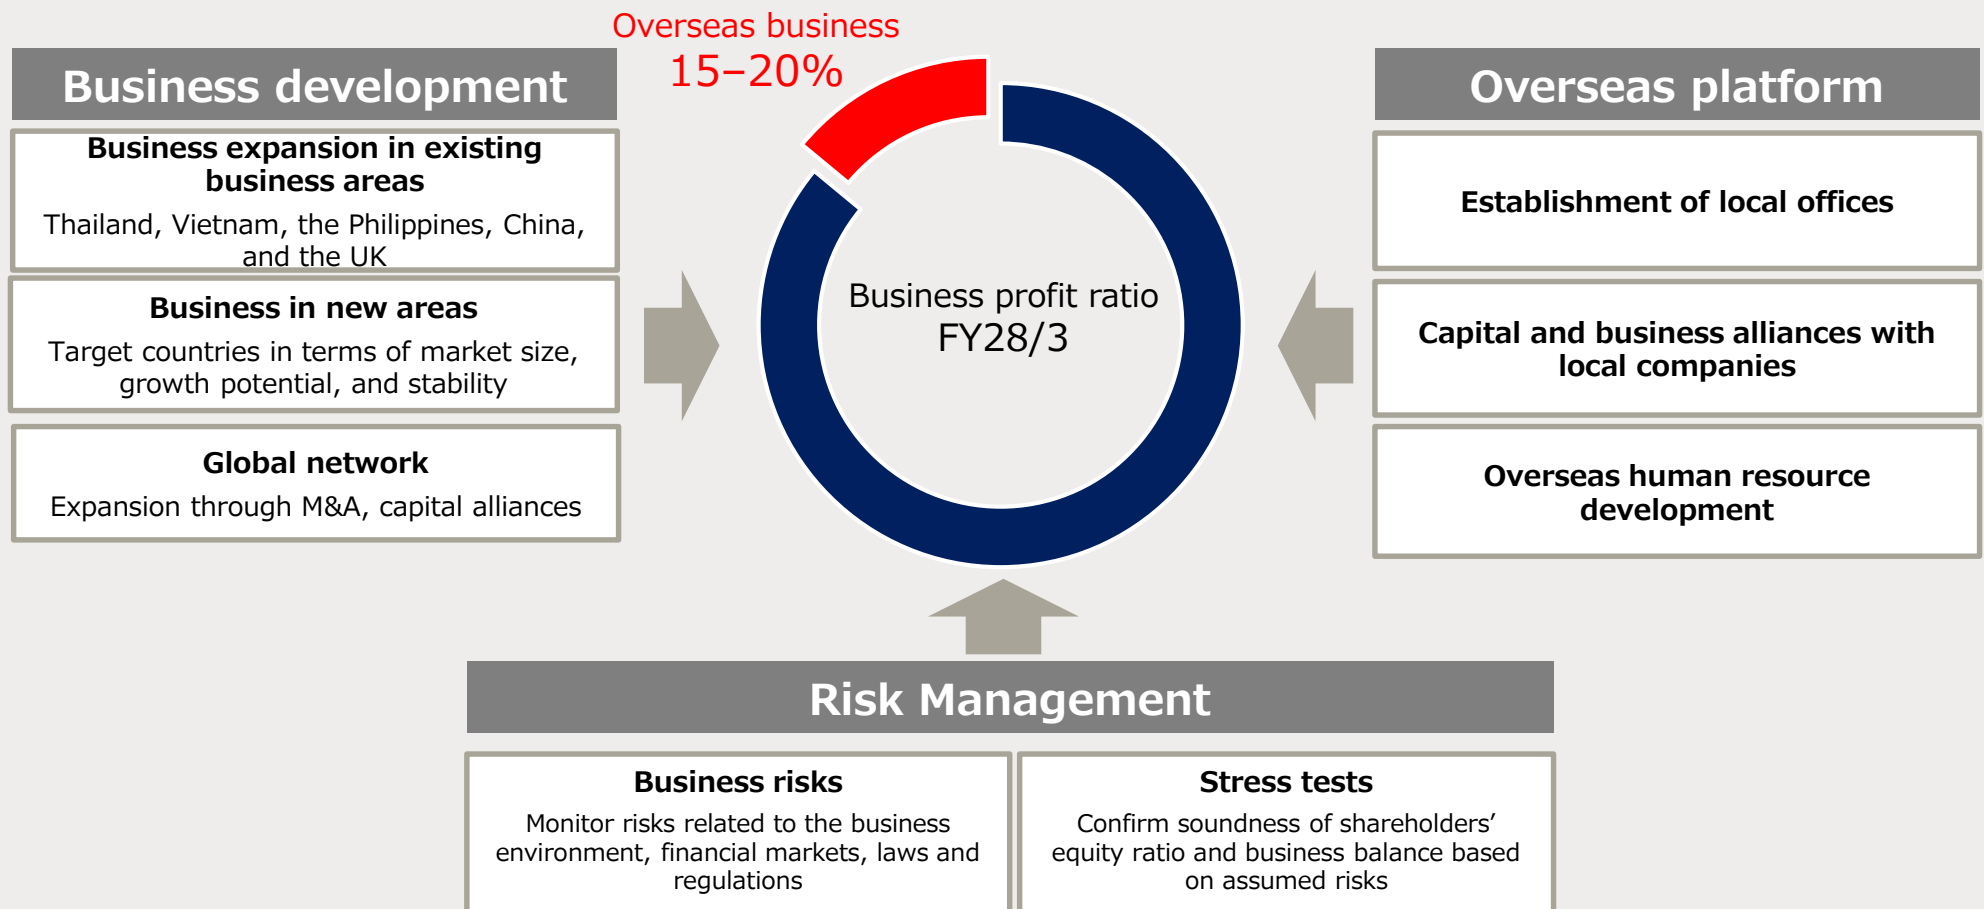 Overseas business
15–20%
Business development
Business expansion in existing
business areas
Thailand, Vietnam, the Philippines, China,
and the UK
Business in new areas
Target countries in terms of market size,
growth potential, and stability
Global network
Expansion through M&A, capital alliances
Business profit ratio
FY28/3
Overseas platform
Establishment of local offices
Capital and business alliances with
local companies
Overseas human resource
development
Risk Management
Business risks
Monitor risks related to the business
environment, financial markets, laws and
regulations
Stress tests
Confirm soundness of shareholders’
equity ratio and business balance based
on assumed risks